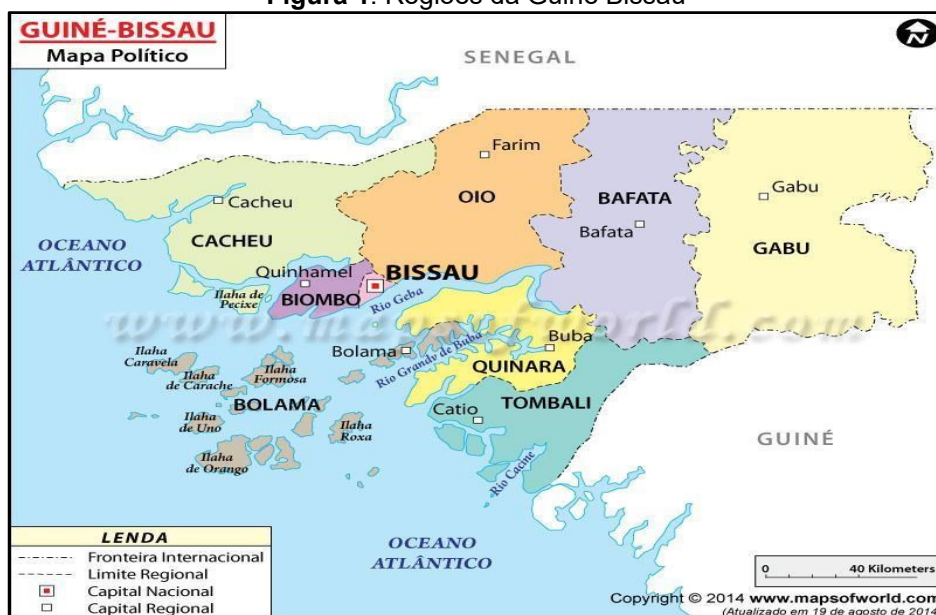 Figura 1. Regiões da Guiné Bissau
GUINÉ-BISSAU
Mapa Político
N
SENEGAL
Farim
OIO
BAFATA
Gabu
Cacheu
Bafata
GABU
CACHEU
OCEANO
ATLÂNTICO
Quinhamel
BISSAU
BIOMBO
Ilaha de
Pecixe
Rio Geba
www.mapsofworld.com
Bolama
Rio Grandv de Buba
Buba
Ilaha
Caravela
Ilaha
de Carache
Ilaha
Formosa
QUINARA
BOLAMA
TOMBALI
Catio
Ilaha
de Uno
Ilaha
Roxa
GUINÉ
Ilaha
de Orango
Rio Cacine
LENDA
Fronteira Internacional
Limite Regional
Capital Nacional
Capital Regional
OCEANO
ATLÂNTICO
0 40 Kilometers
Copyright © 2014 www.mapsofworld.com
(Atualizado em 19 de agosto de 2014